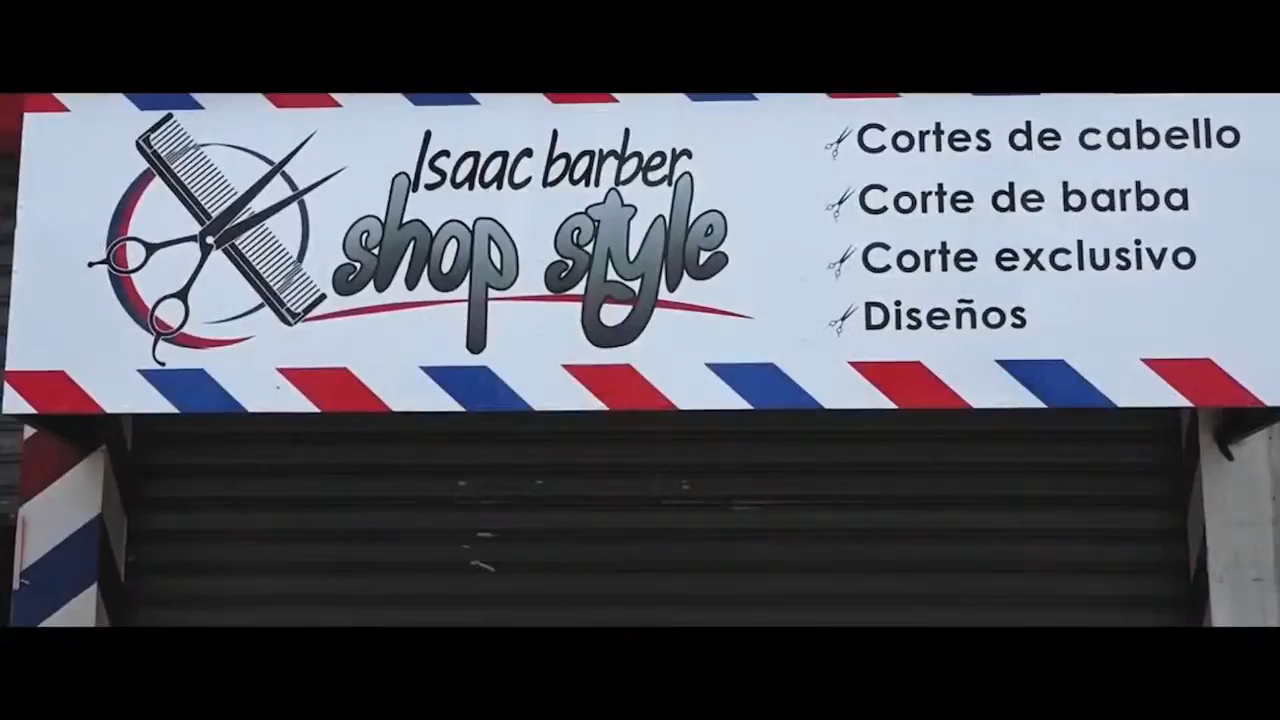 Isaac barber
shop style
Cortes de cabello
Corte de barba
Corte exclusivo
Diseños